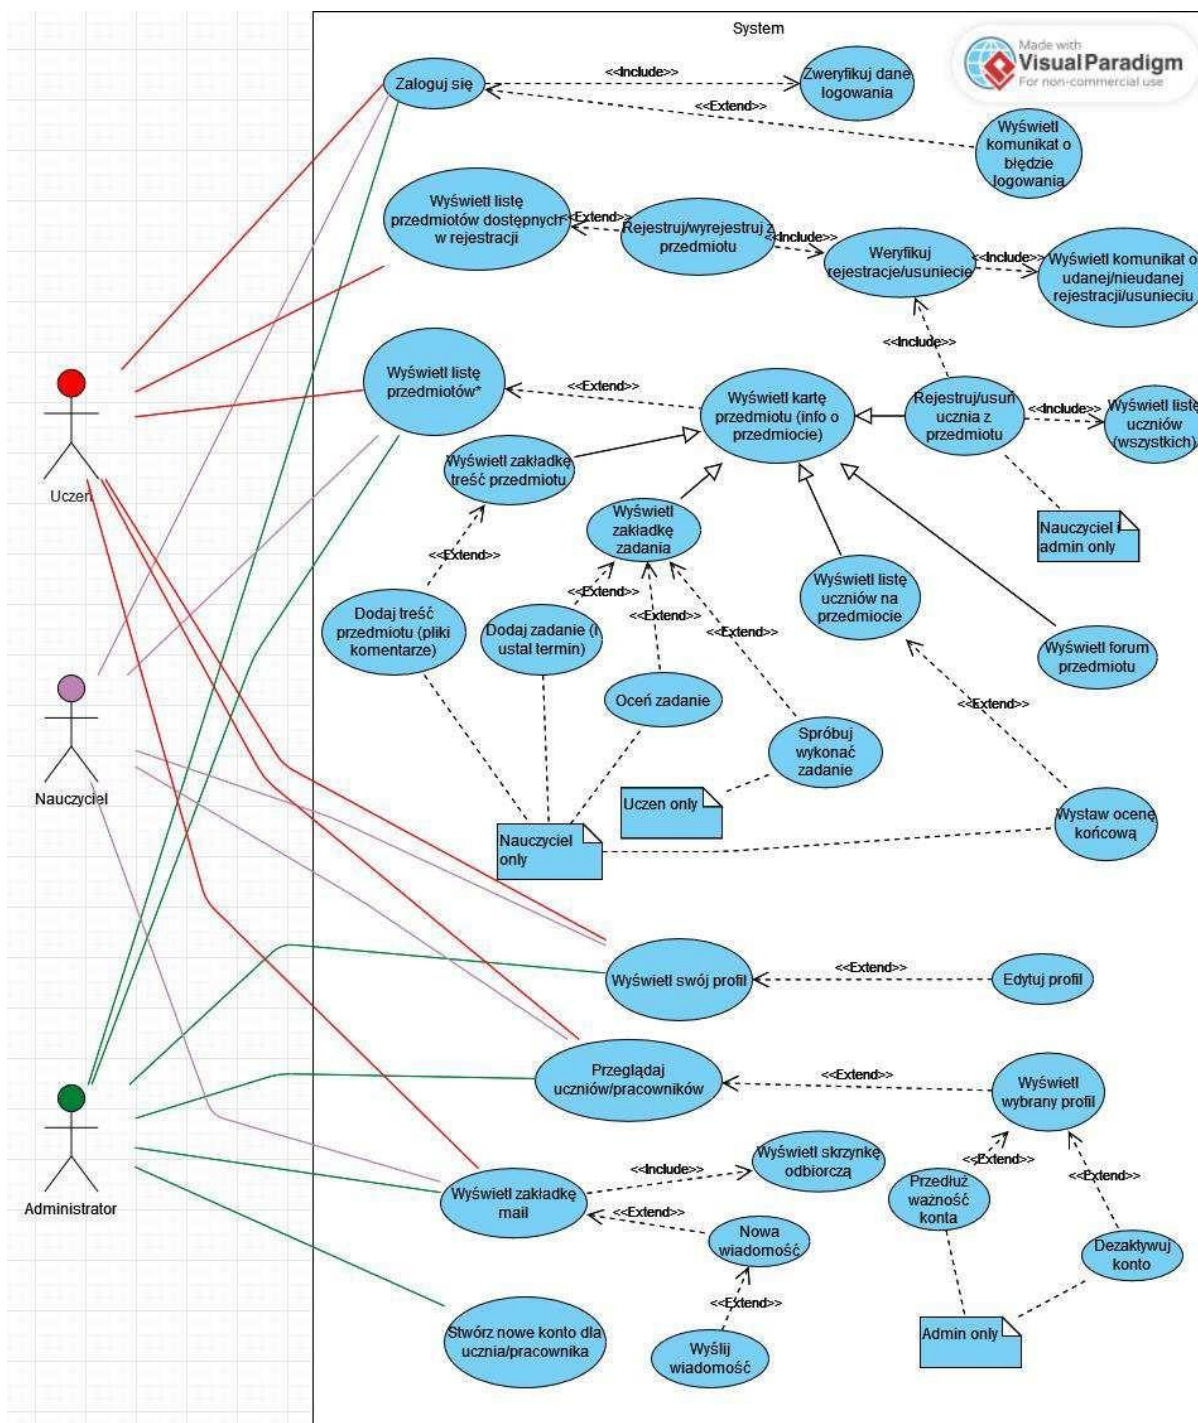 System
Made with
Visual Paradigm
For non-commercial use
Zaloguj się
<<Include>>
Zweryfikuj dane
logowania
<<Extend>>
Wyświetl
komunikat o
błędzie
logowania
Wyświetl listę
przedmiotów dostępnych
w rejestracji
<<Extend>>
Rejestruj/wyrejestruj z
przedmiotu
<<Include>>
Weryfikuj
rejestracje/usuniecie
<<Include>>
Wyświetl komunikat o
udanej/nieudanej
rejestracji/usunieciu
<<Include>>
Wyświetl listę
przedmiotów*
<<Extend>>
Wyświetl kartę
przedmiotu (info o
przedmiocie)
Rejestruj/usuń
ucznia z
przedmiotu
<<Include>>
Wyświetl listę
uczniów
(wszystkich)
Uczeń
Wyświetl zakładkę
treść przedmiotu
Wyświetl
zakładkę
zadania
Nauczyciel i
admin only
<<Extend>>
Wyświetl listę
uczniów na
przedmiocie
<<Extend>>
<<Extend>>
Dodaj treść
przedmiotu (pliki
komentarze)
Dodaj zadanie (I
ustal termin)
Wyświetl forum
przedmiotu
Oceń zadanie
<<Extend>>
Spróbuj
wykonać
zadanie
Nauczyciel
Uczen only
Nauczyciel
only
Wystaw ocenę
końcową
Wyświetl swój profil
<<Extend>>
Edytuj profil
Przeglądaj
uczniów/pracowników
<<Extend>>
Wyświetl
wybrany profil
Wyświetl skrzynkę
odbiorczą
<<Include>>
<<Extend>>
<<Extend>>
Administrator
Wyświetl zakładkę
mail
Przedłuż
ważność
konta
<<Extend>>
Nowa
wiadomość
Dezaktywuj
konto
<<Extend>>
Stwórz nowe konto dla
ucznia/pracownika
Wyślij
wiadomość
Admin only